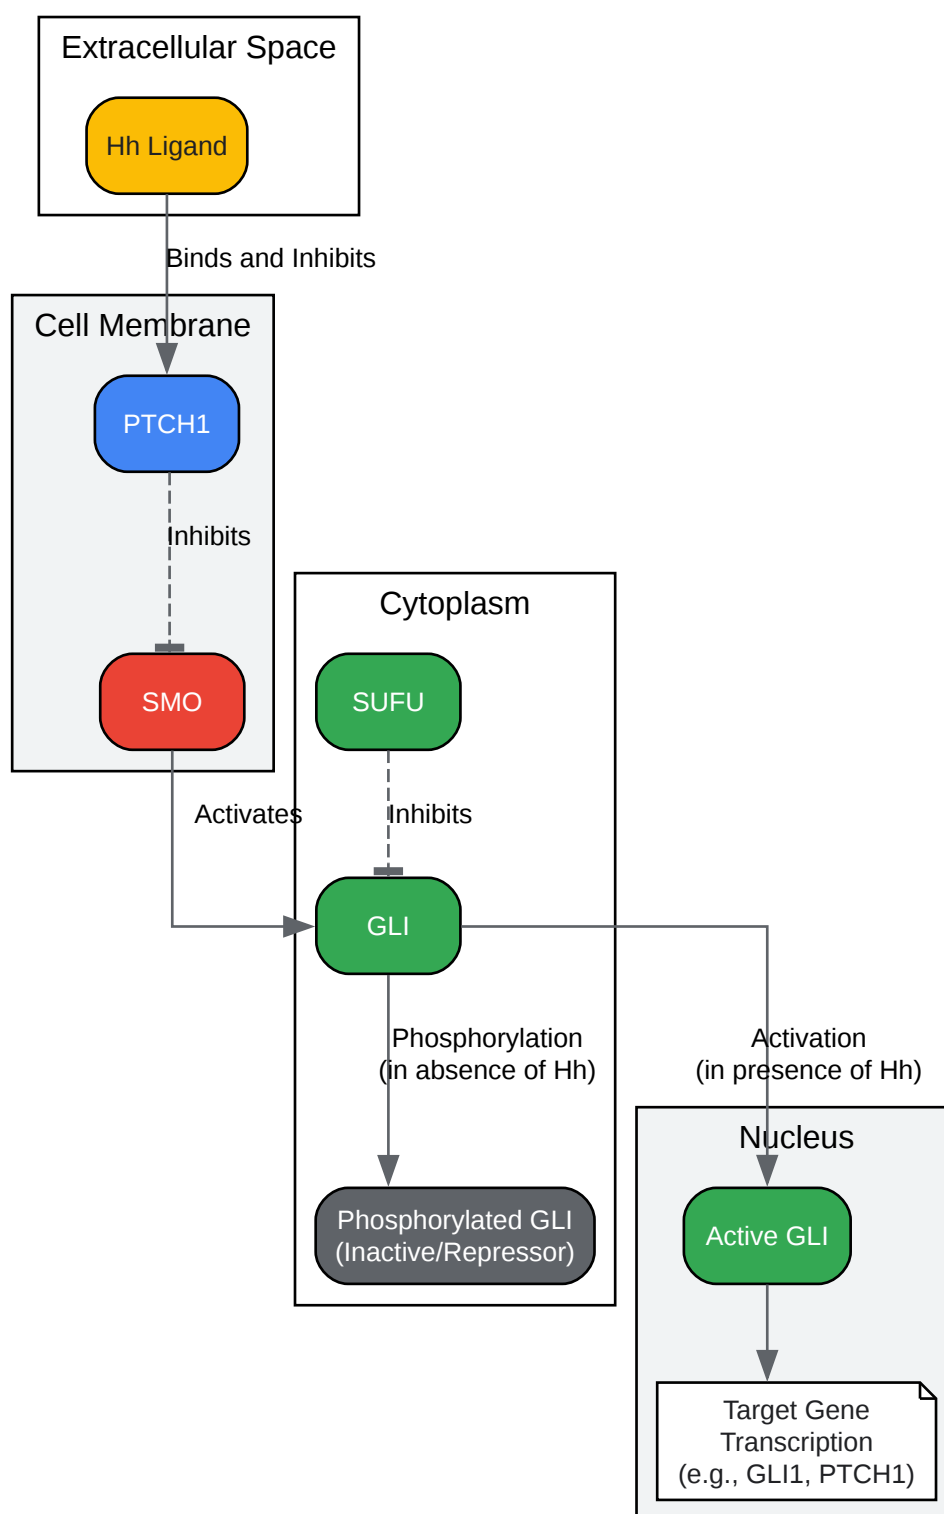 Extracellular Space
Hh Ligand
Binds and Inhibits
Cell Membrane
PTCH1
Inhibits
Cytoplasm
SMO
SUFU
Activates
Inhibits
GLI
Phosphorylation
(in absence of Hh)
Activation
(in presence of Hh)
Nucleus
Phosphorylated GLI
(Inactive/Repressor)
Active GLI
Target Gene
Transcription
(e.g., GLI1, PTCH1)